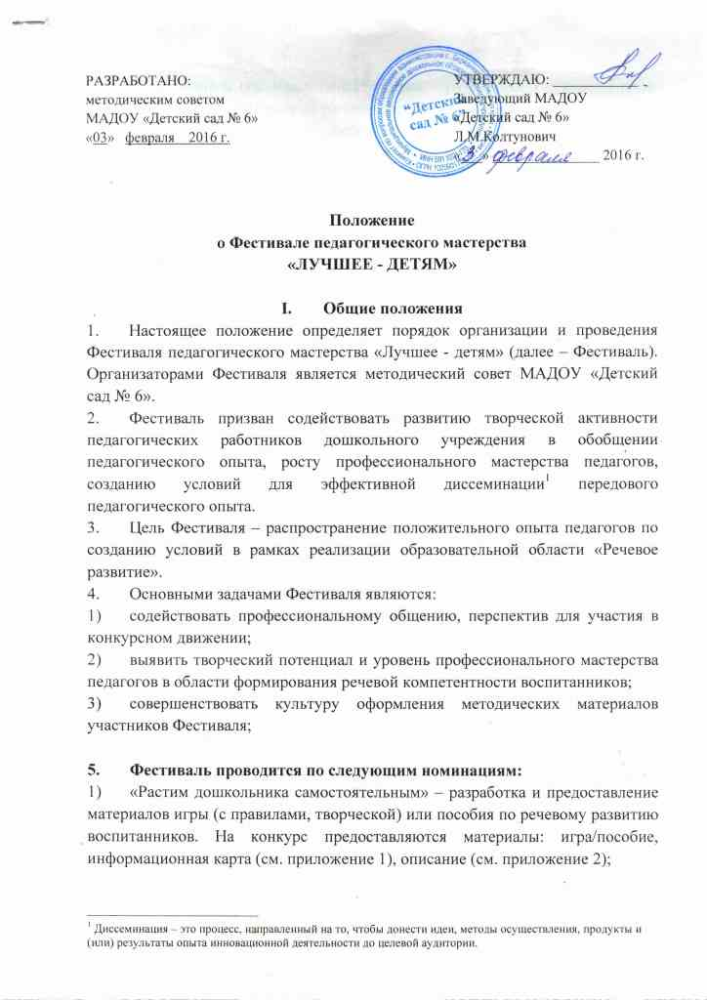 РАЗРАБОТАНО:
методическим советом
МАДОУ «Детский сад № 6»
«03» февраля 2016 г.
УТВЕРЖДАЮ:
Заведующий МАДОУ
«Детский сад № 6»
Л.М.Колтунович
«3» февраля 2016 г.
"Детский
сад № 6"
Положение
о Фестивале педагогического мастерства
«ЛУЧШЕЕ - ДЕТЯМ»
I. Общие положения
1. Настоящее положение определяет порядок организации и проведения
Фестиваля педагогического мастерства «Лучшее - детям» (далее – Фестиваль).
Организаторами Фестиваля является методический совет МАДОУ «Детский
сад № 6».
2. Фестиваль призван содействовать развитию творческой активности
педагогических работников дошкольного учреждения в обобщении
педагогического опыта, росту профессионального мастерства педагогов,
созданию условий для эффективной диссеминации¹ передового
педагогического опыта.
3. Цель Фестиваля – распространение положительного опыта педагогов по
созданию условий в рамках реализации образовательной области «Речевое
развитие».
4. Основными задачами Фестиваля являются:
1) содействовать профессиональному общению, перспектив для участия в
конкурсном движении;
2) выявить творческий потенциал и уровень профессионального мастерства
педагогов в области формирования речевой компетентности воспитанников;
3) совершенствовать культуру оформления методических материалов
участников Фестиваля;
5. Фестиваль проводится по следующим номинациям:
1) «Растим дошкольника самостоятельным» – разработка и предоставление
материалов игры (с правилами, творческой) или пособия по речевому развитию
воспитанников. На конкурс предоставляются материалы: игра/пособие,
информационная карта (см. приложение 1), описание (см. приложение 2);
¹ Диссеминация – это процесс, направленный на то, чтобы донести идеи, методы осуществления, продукты и
(или) результаты опыта инновационной деятельности до целевой аудитории.